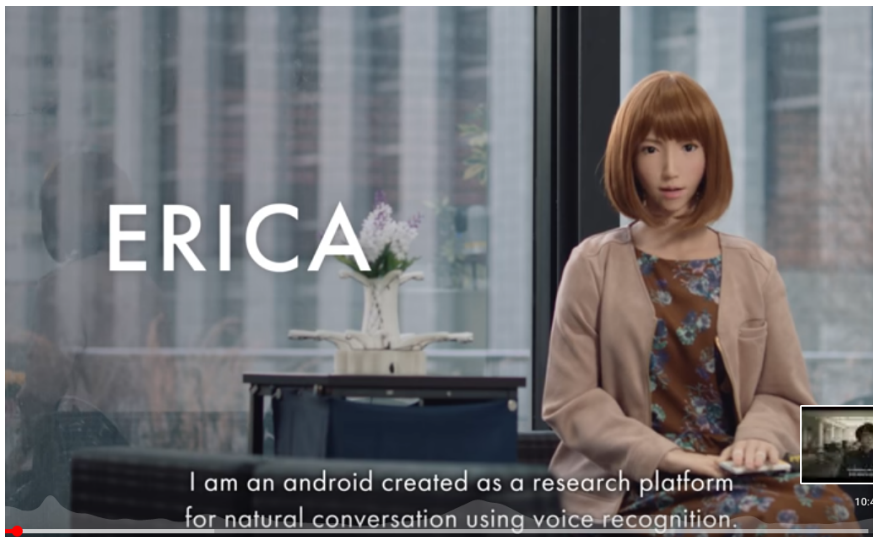 ERICA
I am an android created as a research platform
for natural conversation using voice recognition.